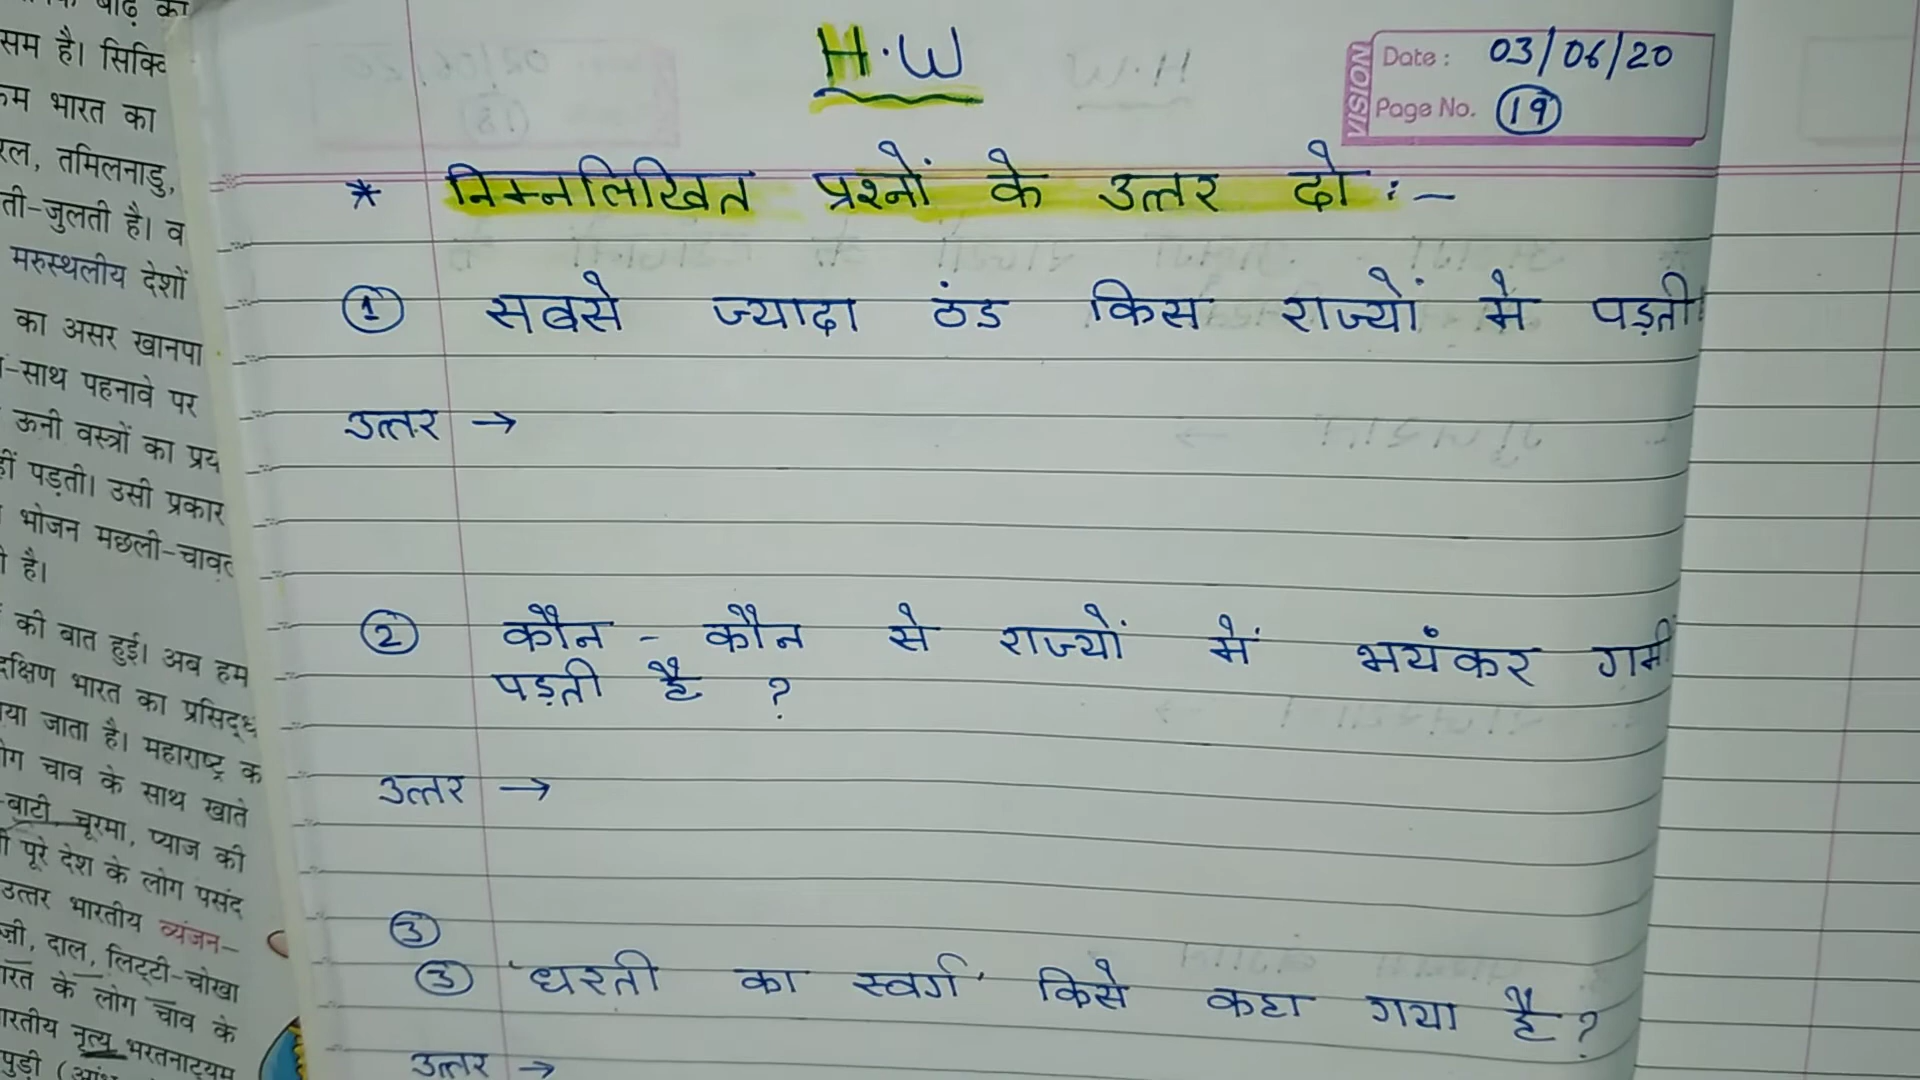 सम है। सिक्कि
भारत का
तमिलनाडु,
ती-जुलती है। व
मरुस्थलीय देशों
का असर खानपा
-साथ पहनावे पर
ऊनी वस्त्रों का प्रय
पड़ती। उसी प्रकार
भोजन मछली-चावल
है।
की बात हुई। अब हम
दक्षिण भारत का प्रसिद्ध
जाता है। महाराष्ट्र क
चाव के साथ खाते
-बाटी, चूरमा, प्याज की
पूरे देश के लोग पसंद
उत्तर भारतीय व्यंजन-
दाल, लिट्टी-चोखा
के लोग चाव के
नृत्य भरतनाट्यम
H.W
VISION
Date: 03/06/20
Page No. 19
* निम्नलिखित प्रश्नों के उत्तर दो :-
① सबसे ज्यादा ठंड किस राज्यों मे पड़ती
उत्तर →
② कौन - कौन से राज्यों में भयंकर गर्मी
पड़ती है ?
उत्तर →
③
③ 'धरती का स्वर्ग' किसे कहा गया है ?
उत्तर →